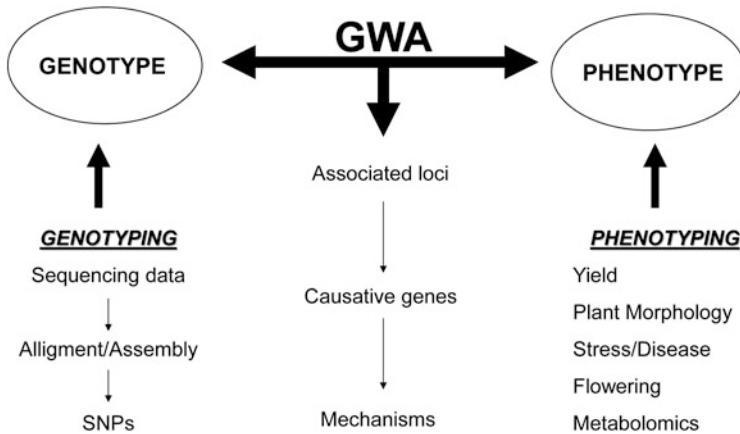 GWA
GENOTYPE
PHENOTYPE
Associated loci
Causative genes
Mechanisms
GENOTYPING
Sequencing data
Alligment/Assembly
SNPs
PHENOTYPING
Yield
Plant Morphology
Stress/Disease
Flowering
Metabolomics